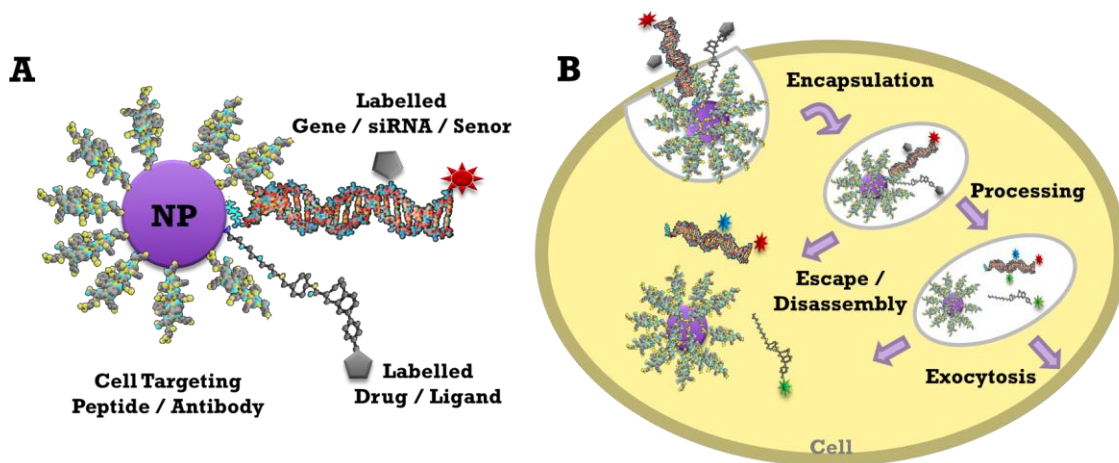 A
Labelled
Gene / siRNA / Senor
NP
Cell Targeting
Peptide / Antibody
Labelled
Drug / Ligand
B
Encapsulation
Processing
Escape /
Disassembly
Exocytosis
Cell